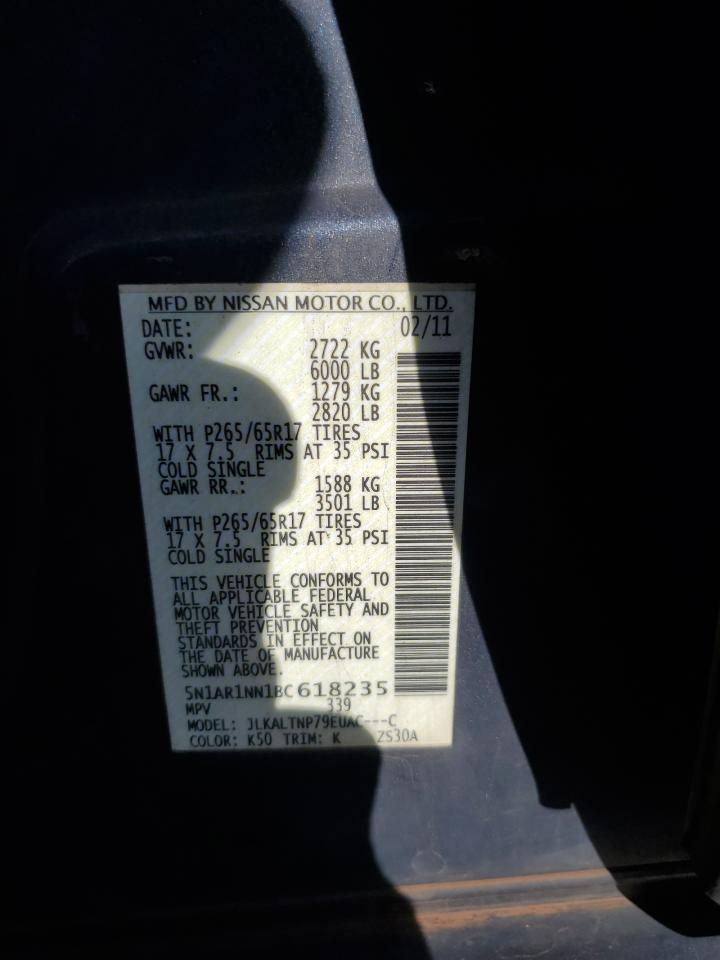 MFD BY NISSAN MOTOR CO., LTD.
DATE: 02/11
GVWR: 2722 KG
6000 LB
GAWR FR.: 1279 KG
2820 LB
WITH P265/65R17 TIRES
17 X 7.5 RIMS AT 35 PSI
COLD SINGLE
GAWR RR.: 1588 KG
3501 LB
WITH P265/65R17 TIRES
17 X 7.5 RIMS AT 35 PSI
COLD SINGLE
THIS VEHICLE CONFORMS TO
ALL APPLICABLE FEDERAL
MOTOR VEHICLE SAFETY AND
THEFT PREVENTION
STANDARDS IN EFFECT ON
THE DATE OF MANUFACTURE
SHOWN ABOVE.
5N1AR1NN1BC618235
MPV 339
MODEL: JLKALTNP79EUAC---C
COLOR: K50 TRIM: K ZS30A